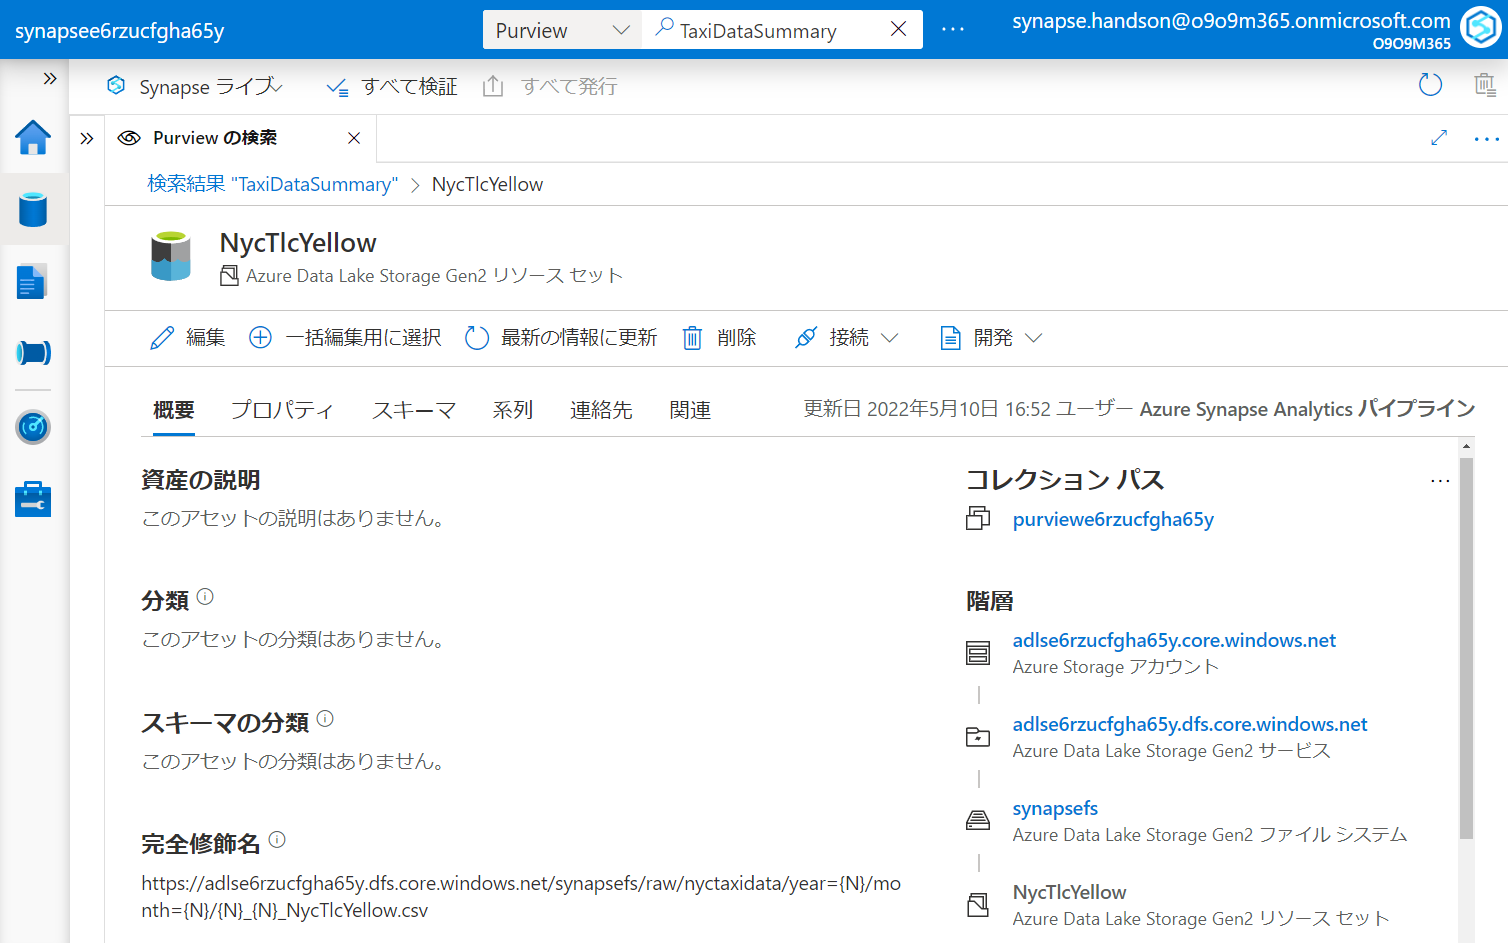 synapsee6rzucfgha65y
Purview
TaxiDataSummary
synapse.handson@o9o9m365.onmicrosoft.com
O9O9M365
Synapse ライブ
すべて検証
すべて発行
Purview の検索
検索結果 "TaxiDataSummary" > NycTlcYellow
NycTlcYellow
Azure Data Lake Storage Gen2 リソース セット
編集
一括編集用に選択
最新の情報に更新
削除
接続
開発
概要
プロパティ
スキーマ
系列
連絡先
関連
更新日 2022年5月10日 16:52 ユーザー Azure Synapse Analytics パイプライン
資産の説明
このアセットの説明はありません。
分類
このアセットの分類はありません。
スキーマの分類
このアセットの分類はありません。
完全修飾名
https://adlse6rzucfgha65y.dfs.core.windows.net/synapsefs/raw/nyctaxidata/year={N}/mo
nth={N}/{N}_{N}_NycTlcYellow.csv
コレクション パス
purviewe6rzucfgha65y
階層
adlse6rzucfgha65y.core.windows.net
Azure Storage アカウント
adlse6rzucfgha65y.dfs.core.windows.net
Azure Data Lake Storage Gen2 サービス
synapsefs
Azure Data Lake Storage Gen2 ファイル システム
NycTlcYellow
Azure Data Lake Storage Gen2 リソース セット